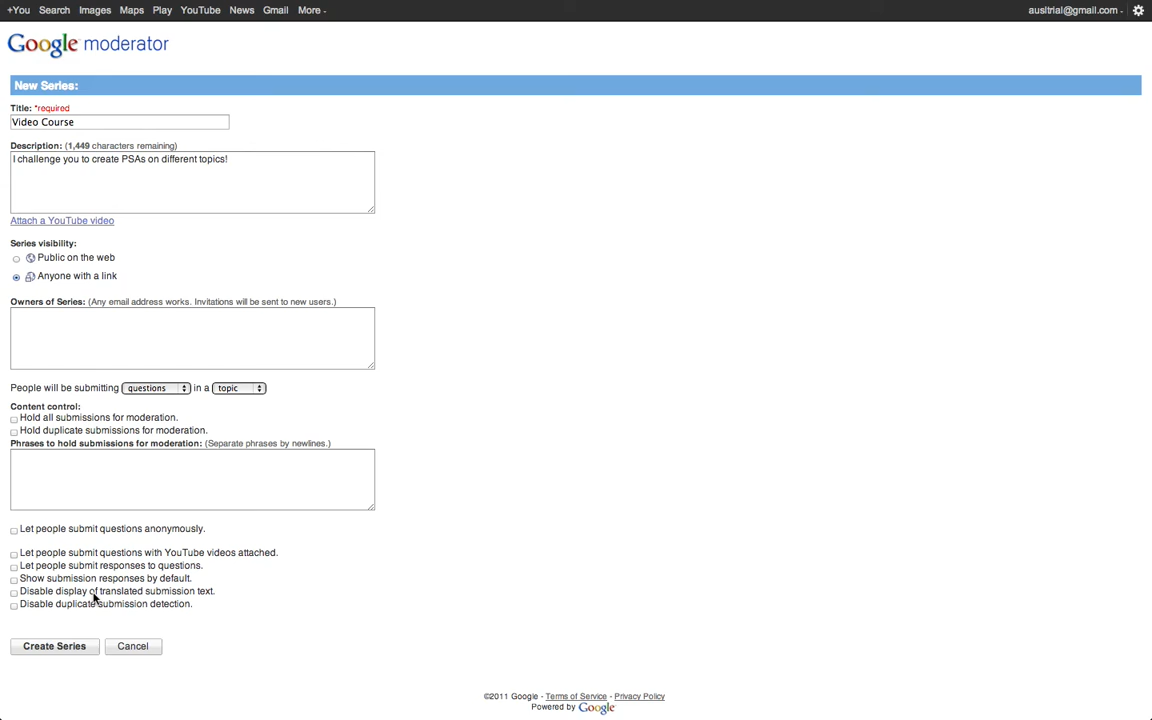 +You Search Images Maps Play YouTube News Gmail More - ausltrial@gmail.com -
Google moderator
New Series:
Title: *required
Video Course
Description: (1,449 characters remaining)
I challenge you to create PSAs on different topics!
Attach a YouTube video
Series visibility:
Public on the web
Anyone with a link
Owners of Series: (Any email address works. Invitations will be sent to new users.)
People will be submitting questions in a topic
Content control:
Hold all submissions for moderation.
Hold duplicate submissions for moderation.
Phrases to hold submissions for moderation: (Separate phrases by newlines.)
Let people submit questions anonymously.
Let people submit questions with YouTube videos attached.
Let people submit responses to questions.
Show submission responses by default.
Disable display of translated submission text.
Disable duplicate submission detection.
Create Series Cancel
©2011 Google - Terms of Service - Privacy Policy
Powered by Google